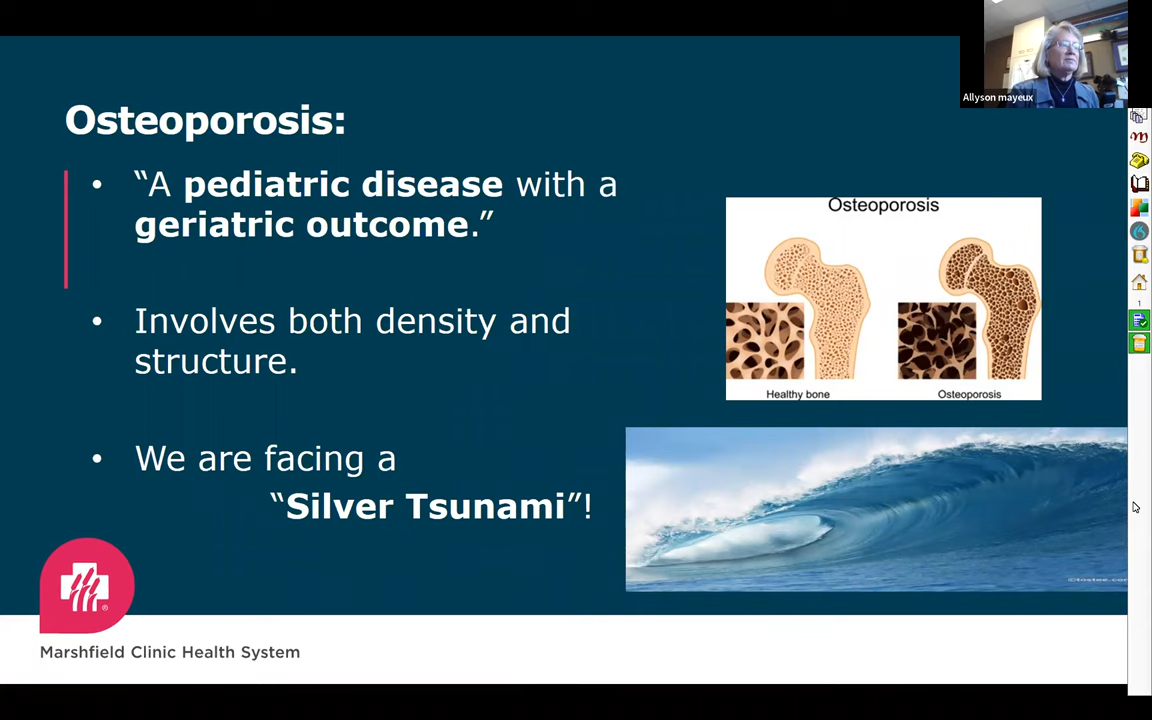 Allyson mayeux
Osteoporosis:
• “A pediatric disease with a
geriatric outcome.”
• Involves both density and
structure.
• We are facing a
“Silver Tsunami”!
Osteoporosis
Healthy bone
Osteoporosis
®
Marshfield Clinic Health System
m
1